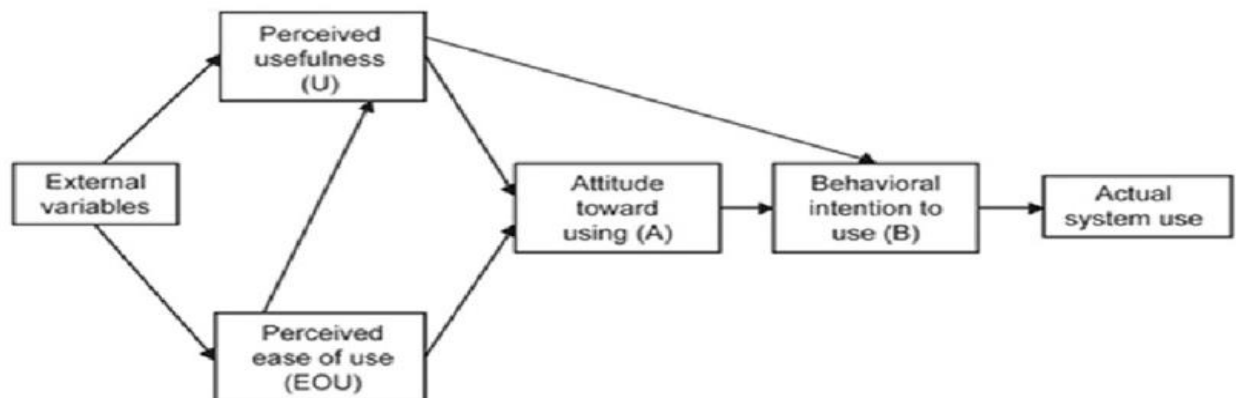 Perceived
usefulness
(U)
External
variables
Attitude
toward
using (A)
Behavioral
intention to
use (B)
Actual
system use
Perceived
ease of use
(EOU)